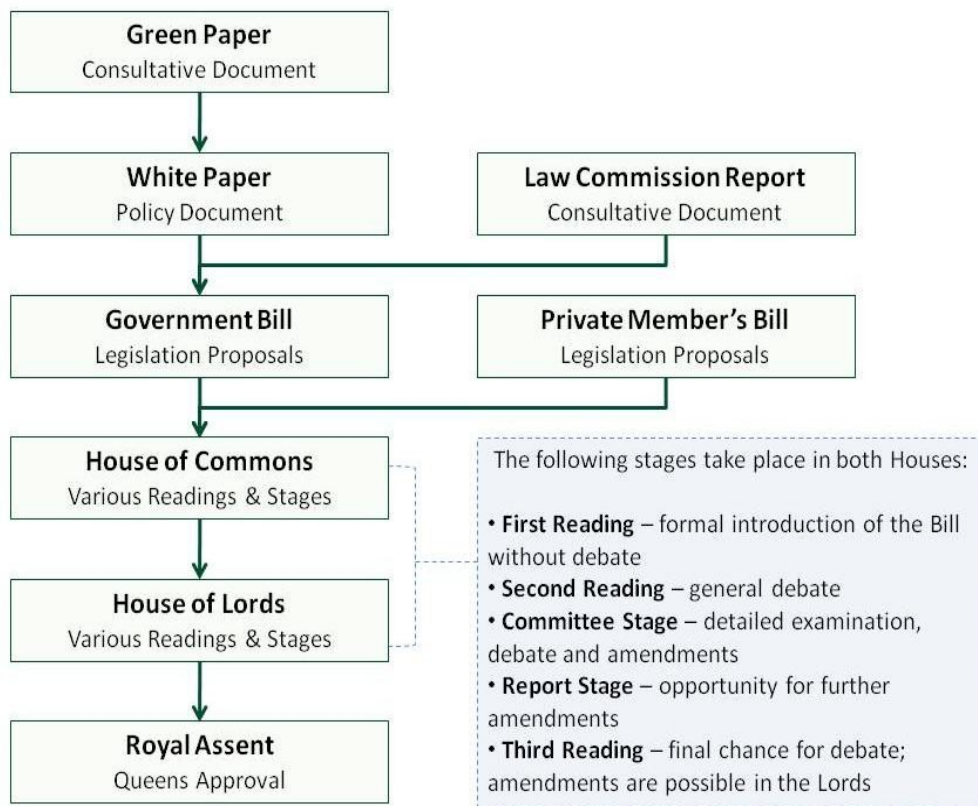 Green Paper
Consultative Document
White Paper
Policy Document
Law Commission Report
Consultative Document
Government Bill
Legislation Proposals
Private Member’s Bill
Legislation Proposals
House of Commons
Various Readings & Stages
House of Lords
Various Readings & Stages
Royal Assent
Queens Approval
The following stages take place in both Houses:
• First Reading – formal introduction of the Bill
without debate
• Second Reading – general debate
• Committee Stage – detailed examination,
debate and amendments
• Report Stage – opportunity for further
amendments
• Third Reading – final chance for debate;
amendments are possible in the Lords